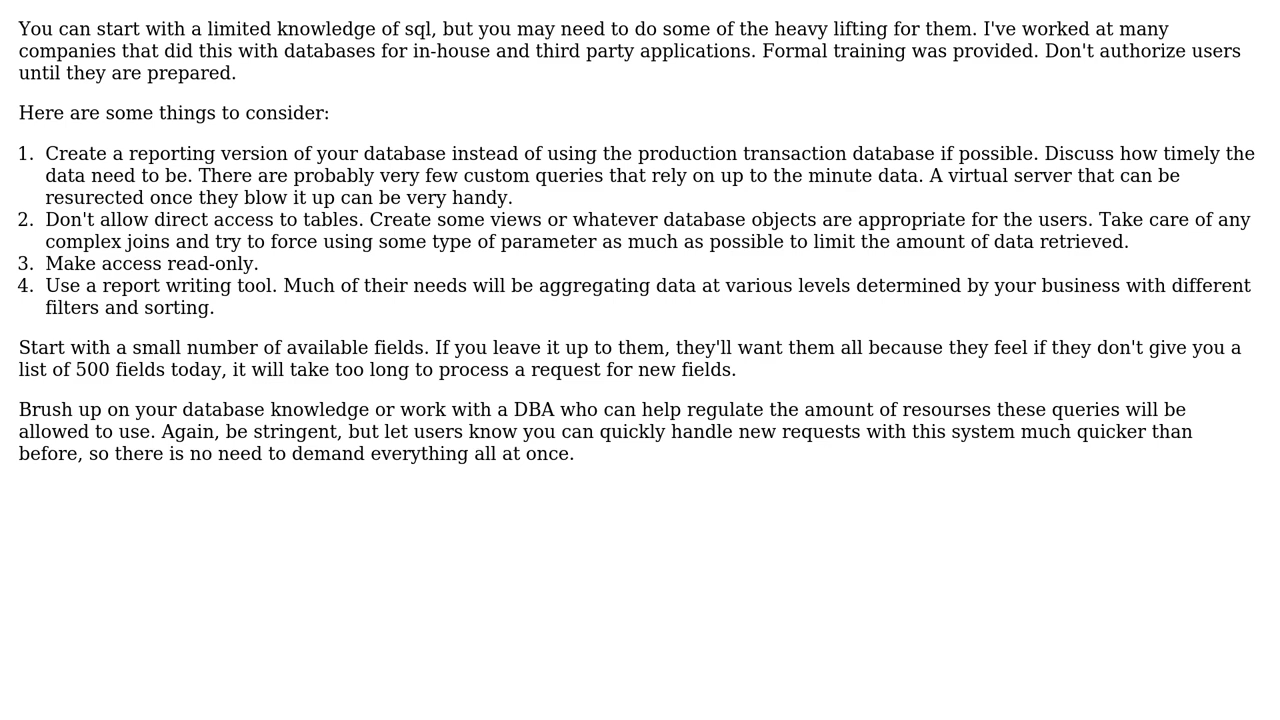 You can start with a limited knowledge of sql, but you may need to do some of the heavy lifting for them. I've worked at many
companies that did this with databases for in-house and third party applications. Formal training was provided. Don't authorize users
until they are prepared.
Here are some things to consider:
1. Create a reporting version of your database instead of using the production transaction database if possible. Discuss how timely the
data need to be. There are probably very few custom queries that rely on up to the minute data. A virtual server that can be
resurected once they blow it up can be very handy.
2. Don't allow direct access to tables. Create some views or whatever database objects are appropriate for the users. Take care of any
complex joins and try to force using some type of parameter as much as possible to limit the amount of data retrieved.
3. Make access read-only.
4. Use a report writing tool. Much of their needs will be aggregating data at various levels determined by your business with different
filters and sorting.
Start with a small number of available fields. If you leave it up to them, they'll want them all because they feel if they don't give you a
list of 500 fields today, it will take too long to process a request for new fields.
Brush up on your database knowledge or work with a DBA who can help regulate the amount of resourses these queries will be
allowed to use. Again, be stringent, but let users know you can quickly handle new requests with this system much quicker than
before, so there is no need to demand everything all at once.